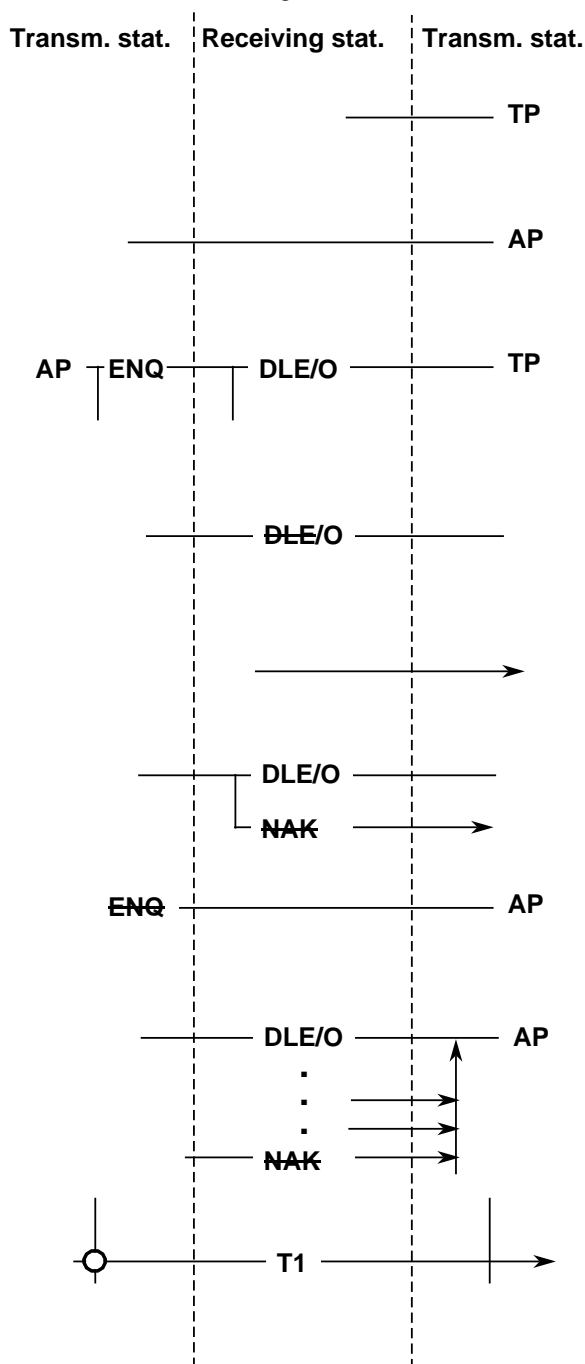 Transm. stat. Receiving stat. Transm. stat.
TP
AP
AP ENQ DLE/O TP
DLE/O
DLE/O
NAK
ENQ AP
DLE/O AP
NAK
T1